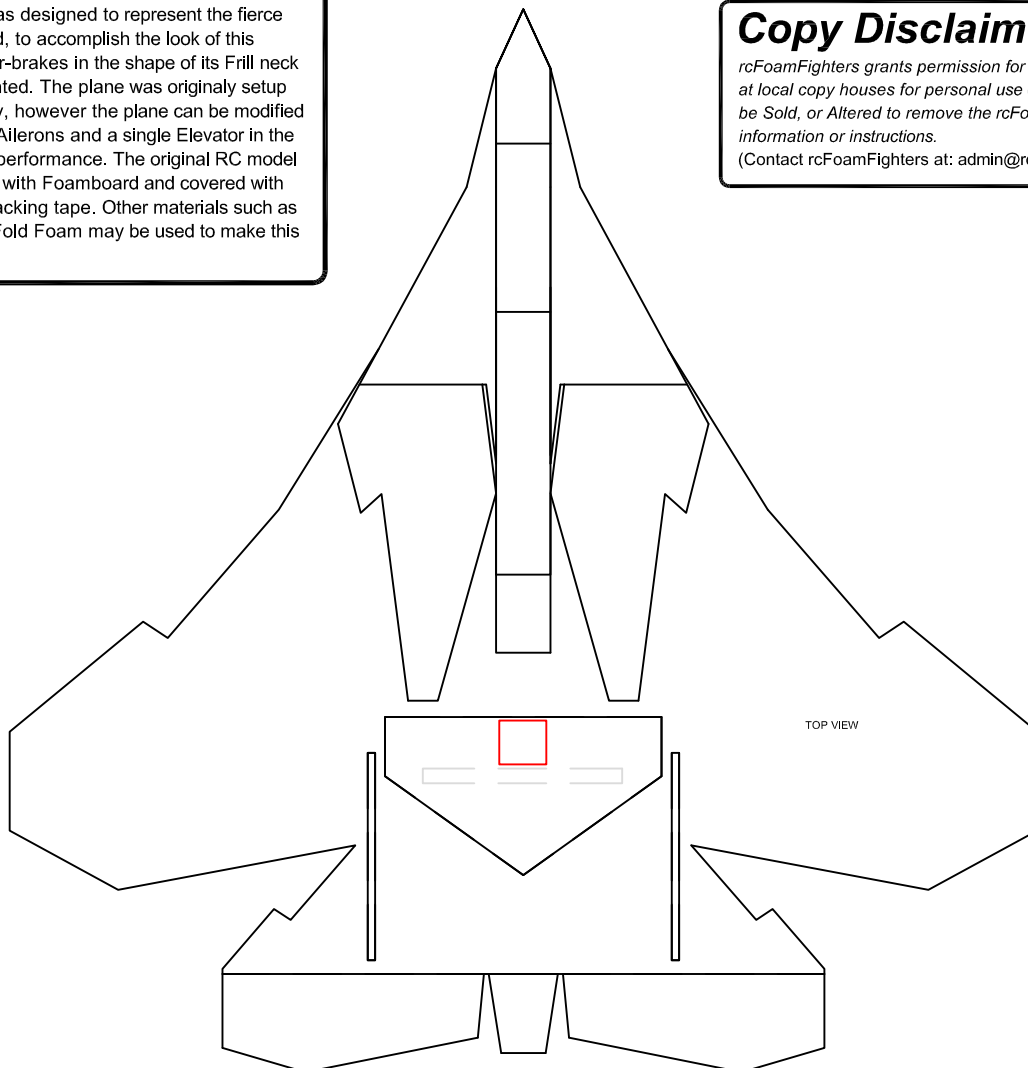 as designed to represent the fierce
d, to accomplish the look of this
r-brakes in the shape of its Frill neck
ted. The plane was originaly setup
y, however the plane can be modified
Ailerons and a single Elevator in the
performance. The original RC model
with Foamboard and covered with
acking tape. Other materials such as
Fold Foam may be used to make this
Copy Disclaim
rcFoamFighters grants permission for
at local copy houses for personal use
be Sold, or Altered to remove the rcFo
information or instructions.
(Contact rcFoamFighters at: admin@r
TOP VIEW